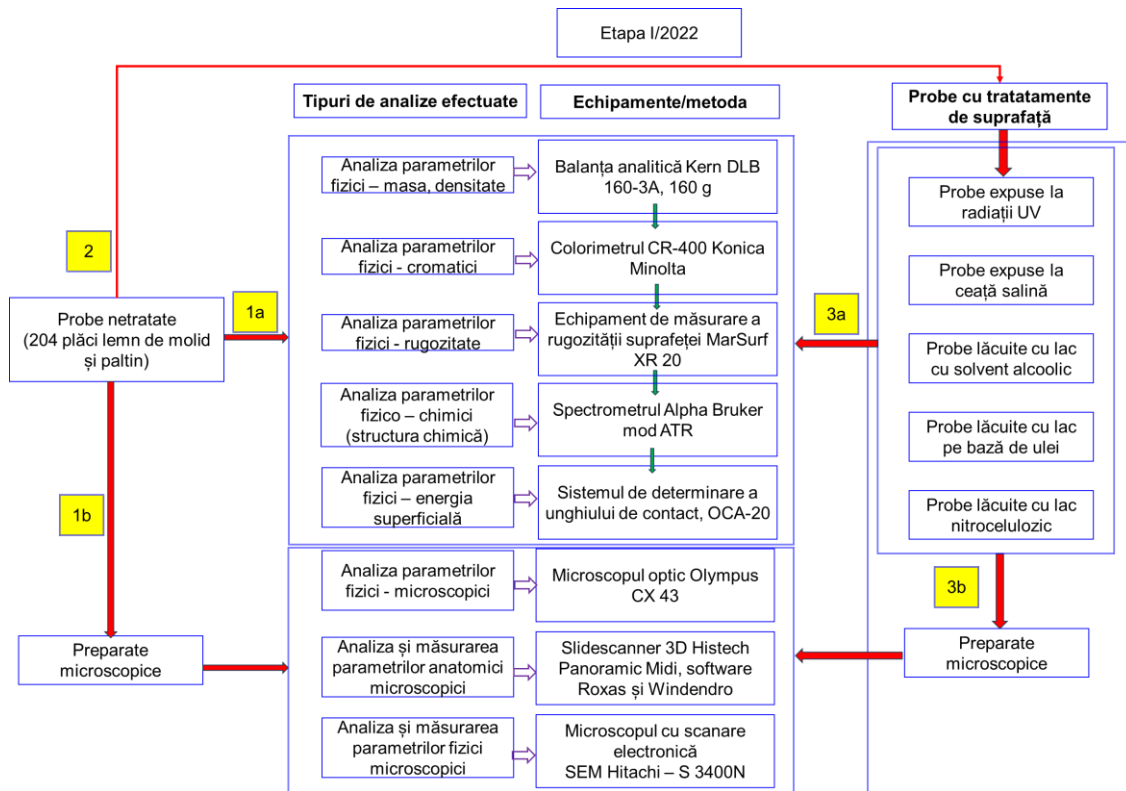 Etapa I/2022
Tipuri de analize efectuate
Echipamente/metoda
Probe cu tratatamente
de suprafață
Analiza parametrilor
fizici – masa, densitate
Balanța analitică Kern DLB
160-3A, 160 g
Probe expuse la
radiații UV
2
Analiza parametrilor
fizici - cromatici
Colorimetrul CR-400 Konica
Minolta
Probe expuse la
ceață salină
Probe netratate
(204 plăci lemn de molid
și paltin)
1a
Analiza parametrilor
fizici - rugozitate
Echipament de măsurare a
rugozității suprafeței MarSurf
XR 20
3a
Probe lăcuite cu lac
cu solvent alcoolic
Analiza parametrilor
fizico – chimici
(structura chimică)
Spectrometrul Alpha Bruker
mod ATR
Probe lăcuite cu lac
pe bază de ulei
1b
Analiza parametrilor
fizici – energia
superficială
Sistemul de determinare a
unghiului de contact, OCA-20
Probe lăcuite cu lac
nitrocelulozic
Analiza parametrilor
fizici - microscopici
Microscopul optic Olympus
CX 43
3b
Preparate
microscopice
Analiza și măsurarea
parametrilor anatomici
microscopici
Slidescanner 3D Histech
Panoramic Midi, software
Roxas și Windendro
Preparate
microscopice
Analiza și măsurarea
parametrilor fizici
microscopici
Microscopul cu scanare
electronică
SEM Hitachi – S 3400N